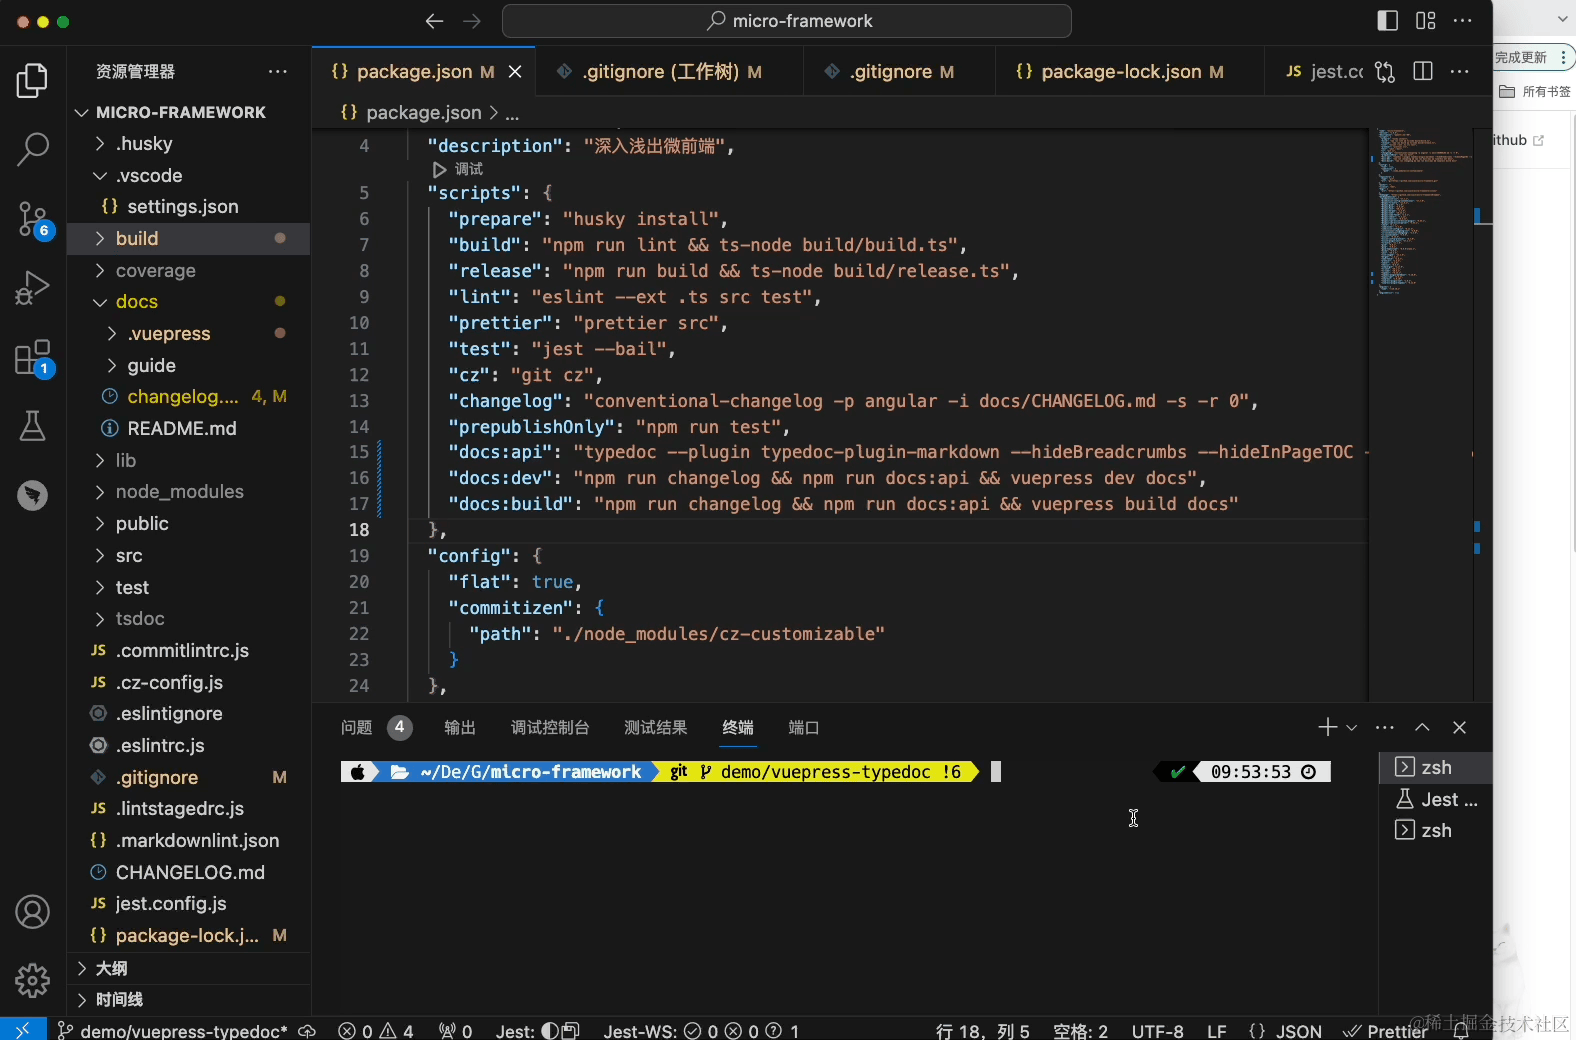 micro-framework
完成更新
所有书签
ithub
资源管理器
package.json M
.gitignore (工作树) M
.gitignore M
package-lock.json M
JS jest.cc
package.json > ...
MICRO-FRAMEWORK
.husky
.vscode
settings.json
build
coverage
docs
.vuepress
guide
changelog.... 4, M
README.md
lib
node_modules
public
src
test
tsdoc
JS .commitlintrc.js
JS .cz-config.js
.eslintignore
.eslintrc.js
.gitignore M
JS .lintstagedrc.js
.markdownlint.json
CHANGELOG.md
JS jest.config.js
package-lock.j... M
大纲
时间线
6
1
4 "description": "深入浅出微前端",
调试
5 "scripts": {
6 "prepare": "husky install",
7 "build": "npm run lint && ts-node build/build.ts",
8 "release": "npm run build && ts-node build/release.ts",
9 "lint": "eslint --ext .ts src test",
10 "prettier": "prettier src",
11 "test": "jest --bail",
12 "cz": "git cz",
13 "changelog": "conventional-changelog -p angular -i docs/CHANGELOG.md -s -r 0",
14 "prepublishOnly": "npm run test",
15 "docs:api": "typedoc --plugin typedoc-plugin-markdown --hideBreadcrumbs --hideInPageTOC -
16 "docs:dev": "npm run changelog && npm run docs:api && vuepress dev docs",
17 "docs:build": "npm run changelog && npm run docs:api && vuepress build docs"
18 },
19 "config": {
20 "flat": true,
21 "commitizen": {
22 "path": "./node_modules/cz-customizable"
23 }
24 },
问题 4 输出 调试控制台 测试结果 终端 端口
~/De/G/micro-framework git demo/vuepress-typedoc !6 ✔ 09:53:53
zsh
Jest ...
zsh
demo/vuepress-typedoc* 0 4 0 Jest: Jest-WS: 0 0 1 行 18, 列 5 空格: 2 UTF-8 LF {} JSON Prettier
@稀土掘金技术社区